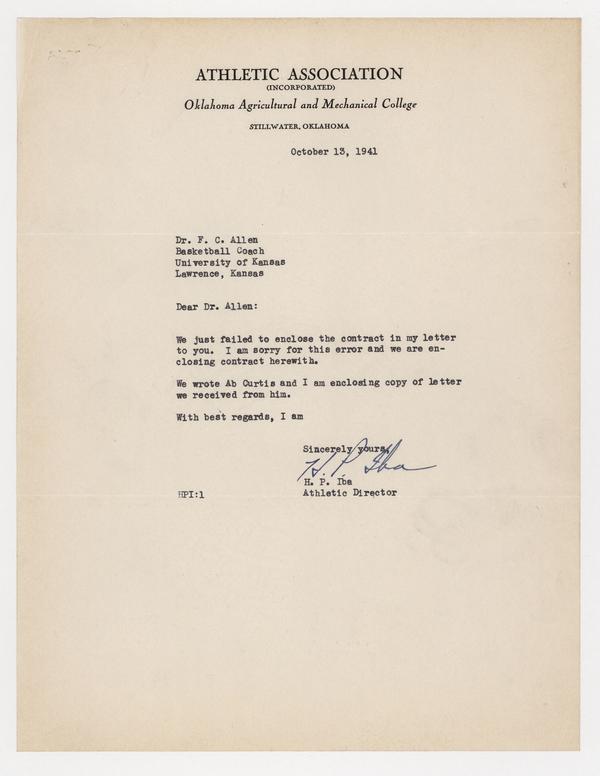 ATHLETIC ASSOCIATION
(INCORPORATED)
Oklahoma Agricultural and Mechanical College
STILLWATER, OKLAHOMA
October 13, 1941
Dr. F. C. Allen
Basketball Coach
University of Kansas
Lawrence, Kansas
Dear Dr. Allen:
We just failed to enclose the contract in my letter
to you. I am sorry for this error and we are en-
closing contract herewith.
We wrote Ab Curtis and I am enclosing copy of letter
we received from him.
With best regards, I am
Sincerely yours,
H. P. Iba
H. P. Iba
HPI:l Athletic Director